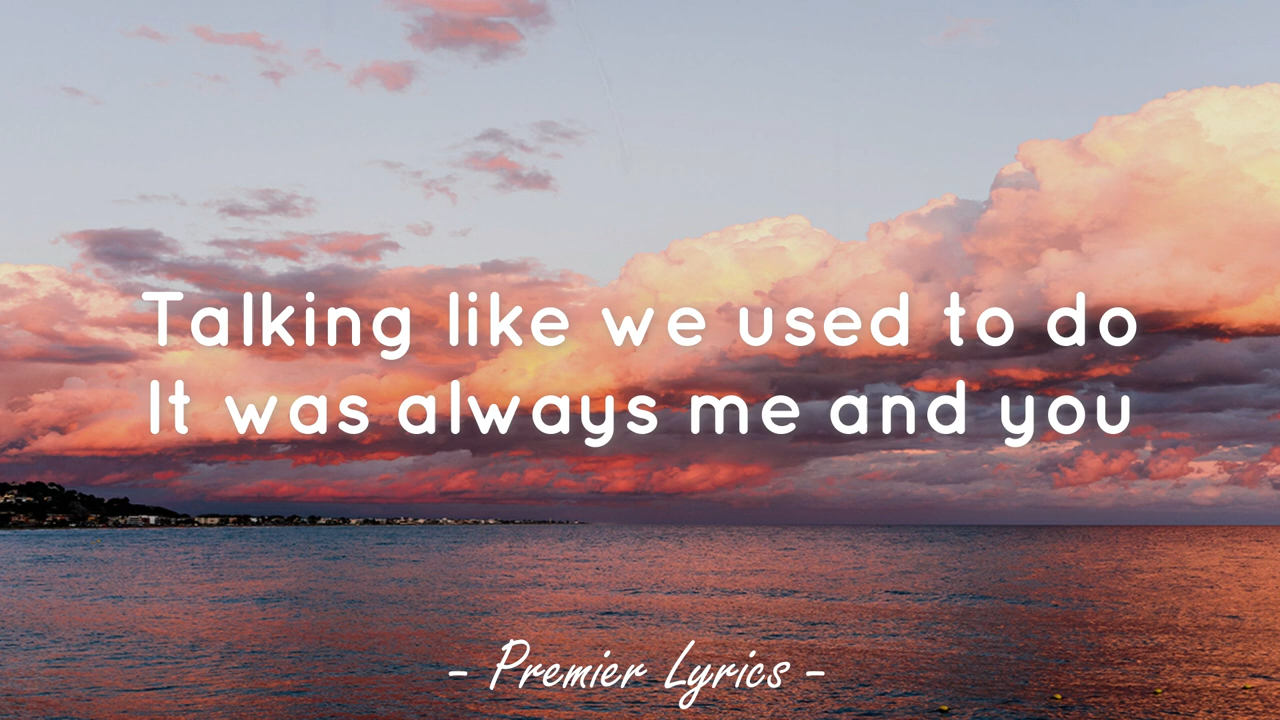 Talking like we used to do
It was always me and you
- Premier Lyrics -